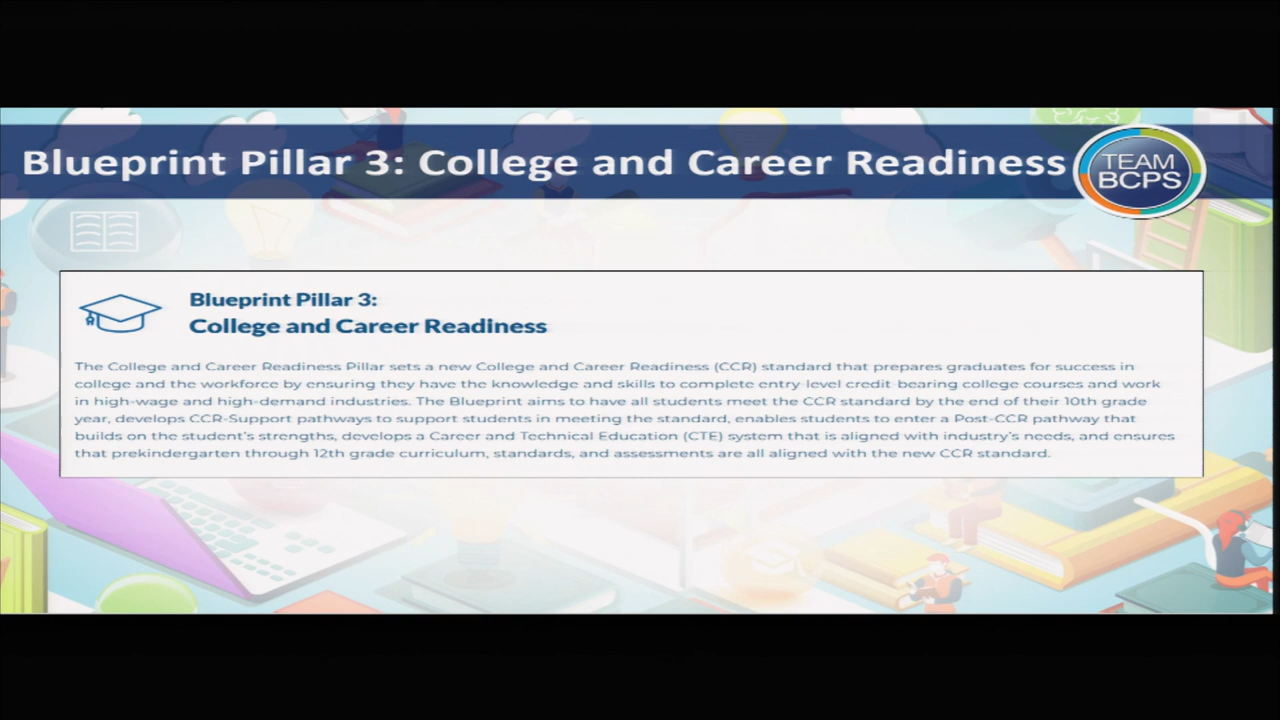 Blueprint Pillar 3: College and Career Readiness
TEAM
BCPS
Blueprint Pillar 3:
College and Career Readiness
The College and Career Readiness Pillar sets a new College and Career Readiness (CCR) standard that prepares graduates for success in
college and the workforce by ensuring they have the knowledge and skills to complete entry-level credit-bearing college courses and work
in high-wage and high-demand industries. The Blueprint aims to have all students meet the CCR standard by the end of their 10th grade
year, develops CCR-Support pathways to support students in meeting the standard, enables students to enter a Post-CCR pathway that
builds on the student's strengths, develops a Career and Technical Education (CTE) system that is aligned with industry's needs, and ensures
that prekindergarten through 12th grade curriculum, standards, and assessments are all aligned with the new CCR standard.